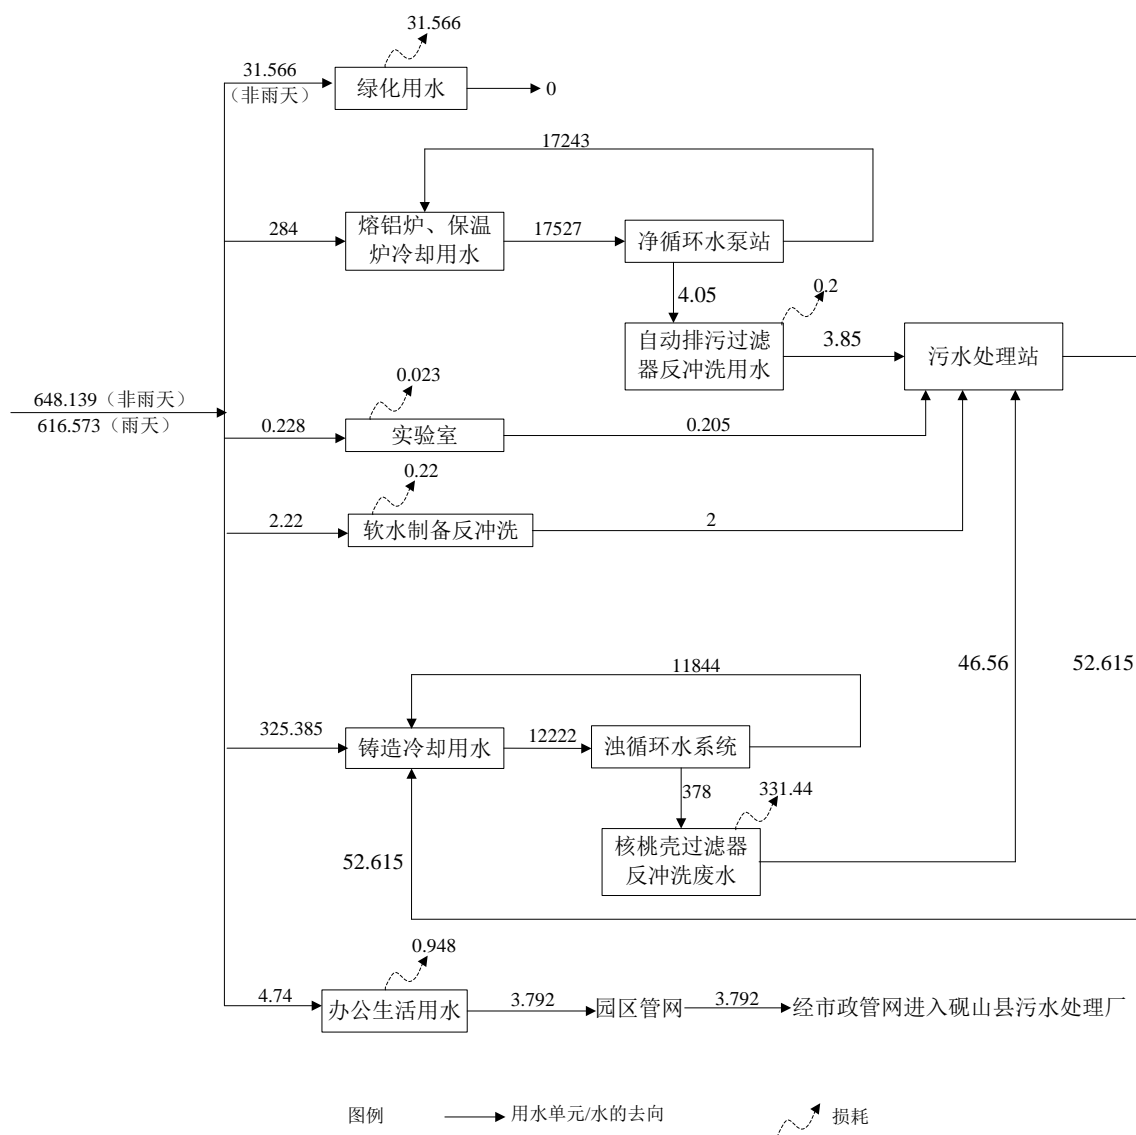 31.566
31.566
（非雨天）
绿化用水
0
17243
284
熔铝炉、保温
炉冷却用水
17527
净循环水泵站
4.05
0.2
自动排污过滤
器反冲洗用水
3.85
污水处理站
648.139（非雨天）
616.573（雨天）
0.023
0.228
实验室
0.205
0.22
2.22
软水制备反冲洗
2
46.56
52.615
11844
325.385
铸造冷却用水
12222
浊循环水系统
378
331.44
核桃壳过滤器
反冲洗废水
52.615
0.948
4.74
办公生活用水
3.792
园区管网
3.792
经市政管网进入砚山县污水处理厂
图例
用水单元/水的去向
损耗